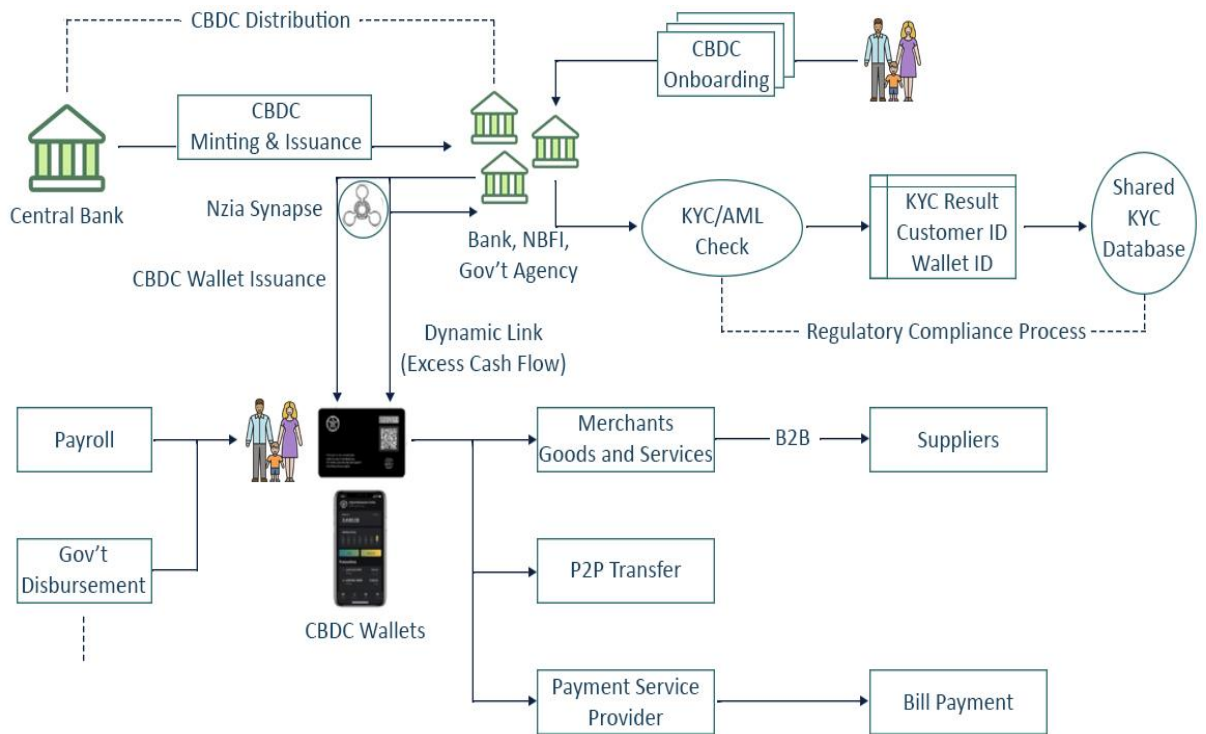 CBDC Distribution
CBDC
Onboarding
CBDC
Minting & Issuance
Central Bank
Nzia Synapse
Bank, NBFI,
Gov't Agency
KYC/AML
Check
KYC Result
Customer ID
Wallet ID
Shared
KYC
Database
CBDC Wallet Issuance
Regulatory Compliance Process
Dynamic Link
(Excess Cash Flow)
Payroll
Merchants
Goods and Services
B2B
Suppliers
Gov't
Disbursement
P2P Transfer
CBDC Wallets
Payment Service
Provider
Bill Payment